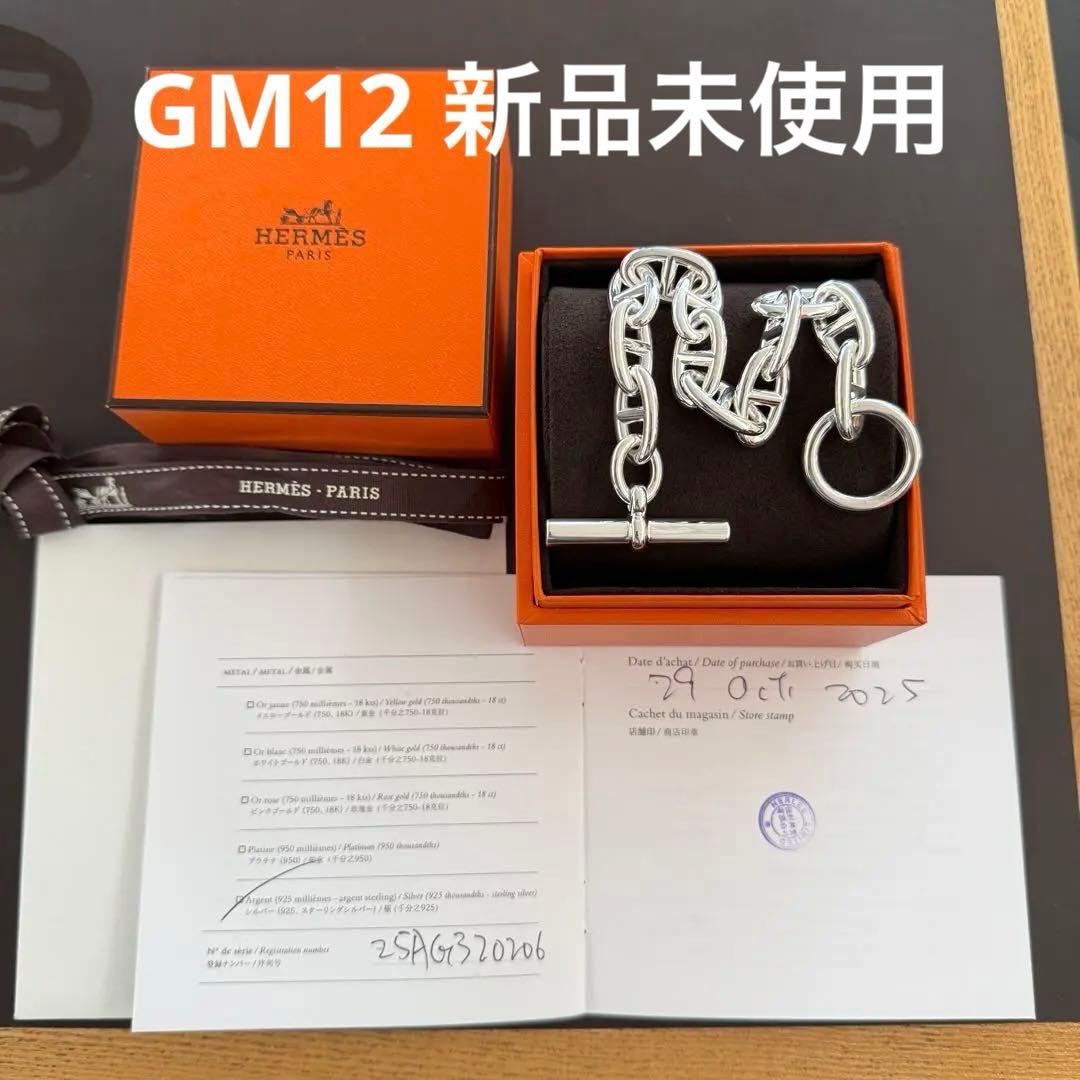 GM12 新品未使用
HERMÈS
PARIS
HERMÈS - PARIS
METAL / METAL / 金属 / 金属
Or jaune (750 millièmes – 18 kts) / Yellow gold (750 thousandths – 18 ct)
イエローゴールド (750, 18K) / 黄金 (千分之750-18克拉)
Or blanc (750 millièmes – 18 kts) / White gold (750 thousandths – 18 ct)
ホワイトゴールド (750, 18K) / 白金 (千分之750-18克拉)
Or rose (750 millièmes – 18 kts) / Rose gold (750 thousandths – 18 ct)
ピンクゴールド (750, 18K) / 玫瑰金 (千分之750-18克拉)
Platine (950 millièmes) / Platinum (950 thousandths)
プラチナ (950) / 铂金 (千分之950)
Argent (925 millièmes – argent sterling) / Silver (925 thousandths – sterling silver)
シルバー (925, スターリングシルバー) / 银 (千分之925)
N° de série / Registration number
登録ナンバー / 序列号
25AG320206
Date d'achat / Date of purchase / お買い上げ日 / 购买日期
29 Oct. 2025
Cachet du magasin / Store stamp
店舗印 / 商店印章